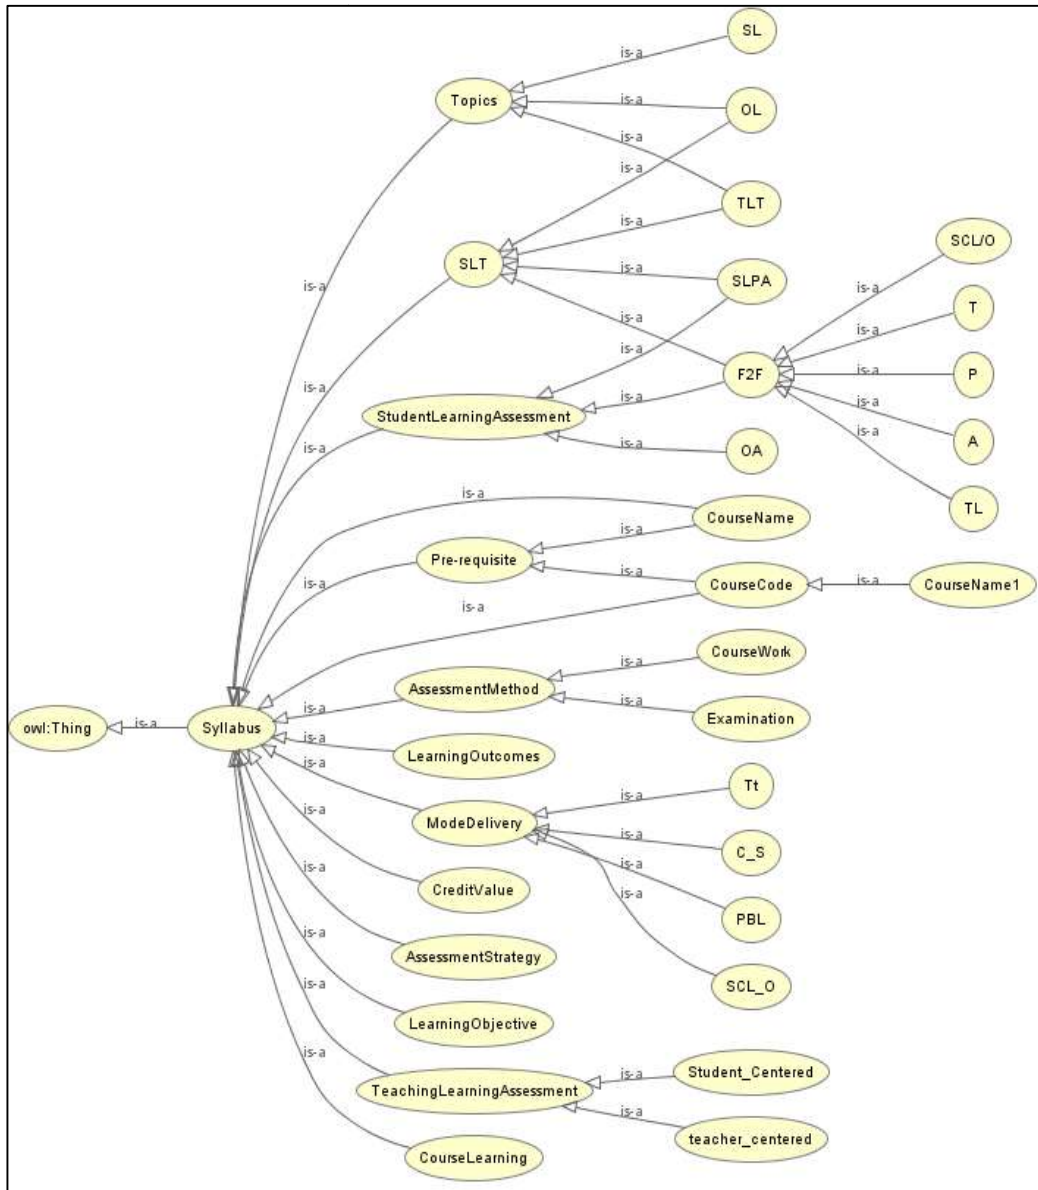 SL
is-a
Topics
is-a
OL
is-a
is-a
TLT
is-a
SCL/O
SLT
is-a
SLPA
is-a
is-a
is-a
T
is-a
is-a
F2F
is-a
P
is-a
StudentLearningAssessment
is-a
is-a
is-a
A
is-a
OA
is-a
TL
is-a
CourseName
is-a
Pre-requisite
is-a
is-a
CourseCode
is-a
CourseName1
is-a
CourseWork
is-a
AssessmentMethod
is-a
is-a
Examination
owl:Thing
is-a
Syllabus
is-a
LearningOutcomes
is-a
Tt
is-a
ModeDelivery
is-a
is-a
C_S
is-a
is-a
CreditValue
is-a
PBL
is-a
AssessmentStrategy
SCL_O
is-a
LearningObjective
is-a
Student_Centered
is-a
TeachingLearningAssessment
is-a
teacher_centered
CourseLearning